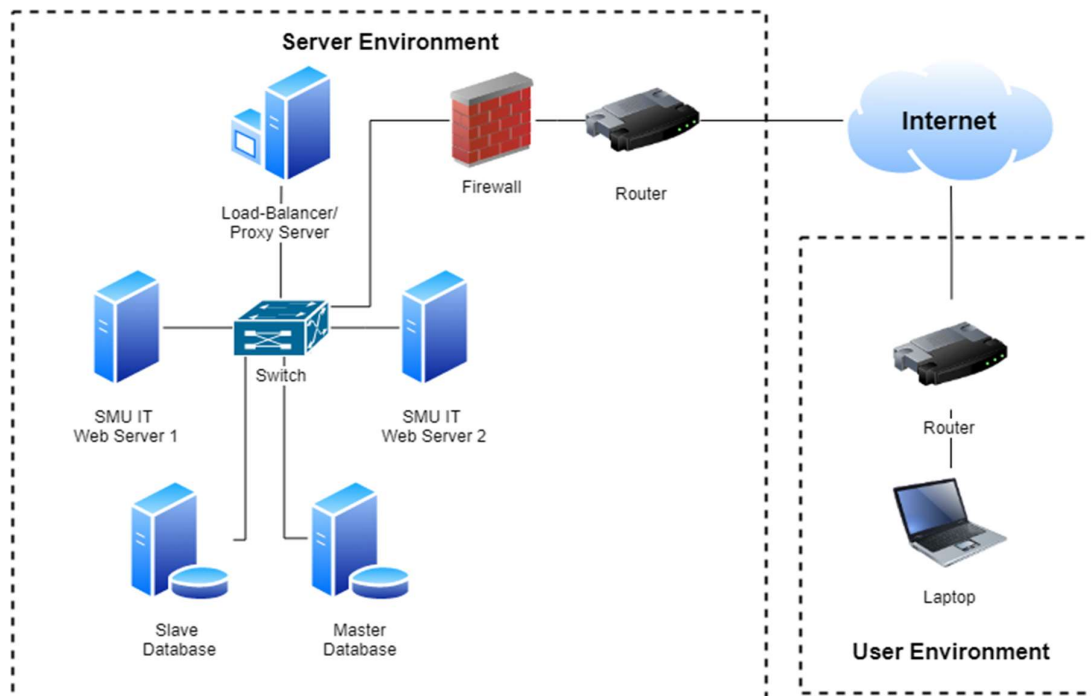 Server Environment
Internet
Firewall
Router
Load-Balancer/
Proxy Server
Switch
SMU IT
Web Server 1
SMU IT
Web Server 2
Router
Slave
Database
Master
Database
Laptop
User Environment